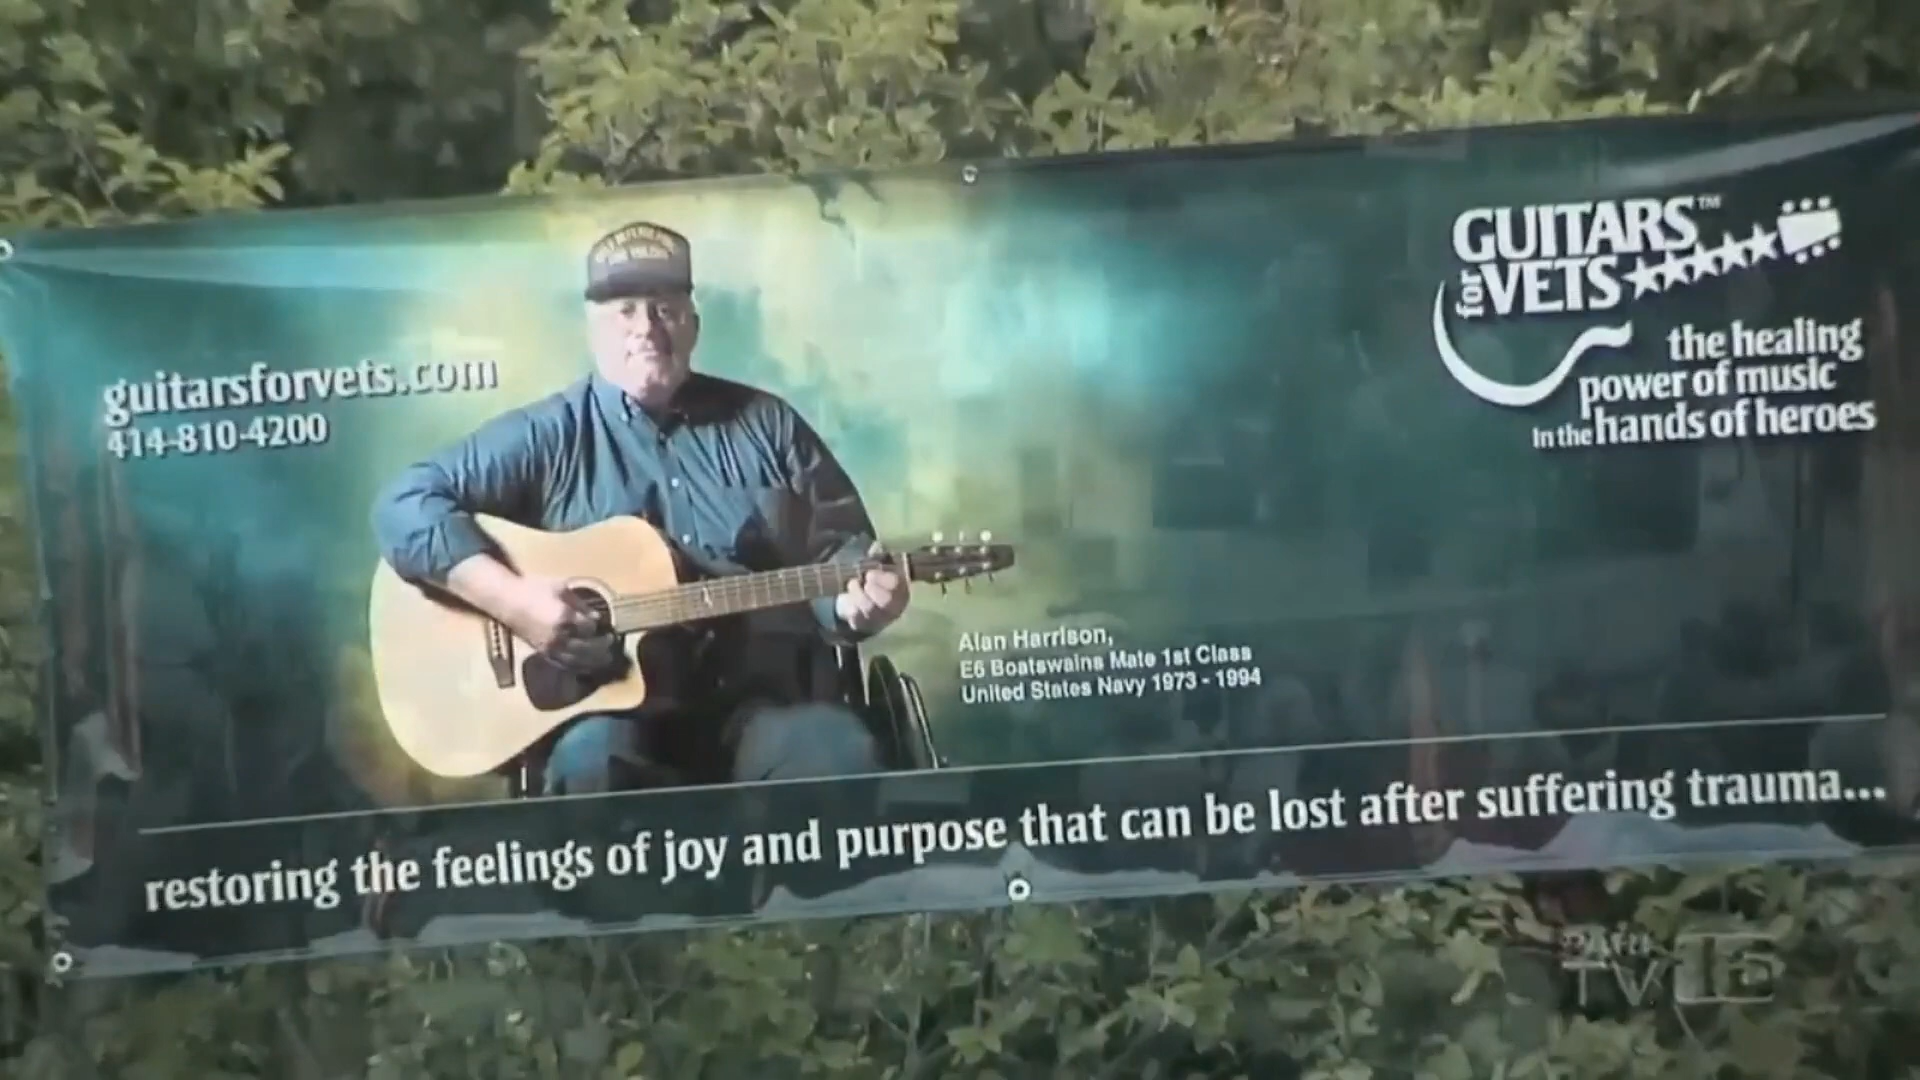 GUITARS™
for VETS
the healing
power of music
In the hands of heroes
guitarsforvets.com
414-810-4200
Alan Harrison,
E6 Boatswains Mate 1st Class
United States Navy 1973 - 1994
restoring the feelings of joy and purpose that can be lost after suffering trauma...
TV 15